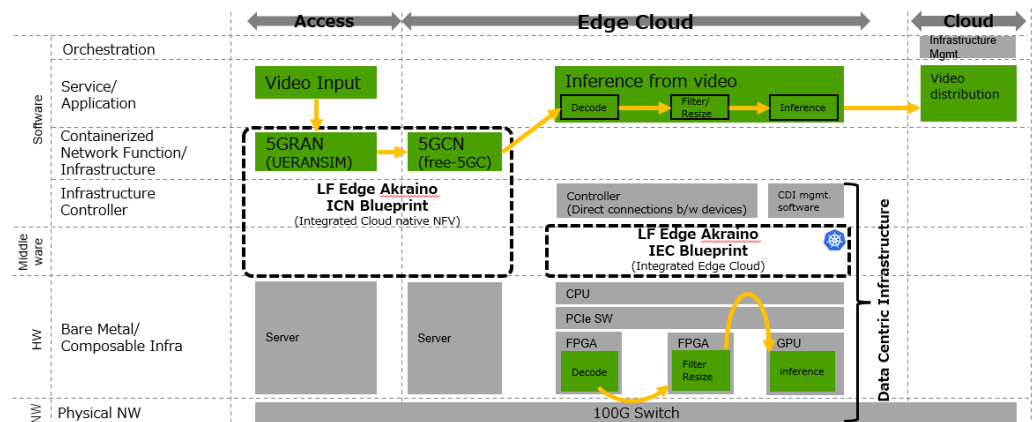 Access
Edge Cloud
Cloud
Orchestration
Infrastructure
Mgmt.
Software
Service/
Application
Video Input
Inference from video
Decode
Filter/
Resize
Inference
Video
distribution
Containerized
Network Function/
Infrastructure
5GRAN
(UERANSIM)
5GCN
(free-5GC)
LF Edge Akraino
ICN Blueprint
(Integrated Cloud native NFV)
Infrastructure
Controller
Controller
(Direct connections b/w devices)
CDI mgmt.
software
Middle
ware
LF Edge Akraino
IEC Blueprint
(Integrated Edge Cloud)
Data Centric Infrastructure
HW
Bare Metal/
Composable Infra
Server
Server
CPU
PCIe SW
FPGA
Decode
FPGA
Filter
Resize
GPU
inference
NW
Physical NW
100G Switch